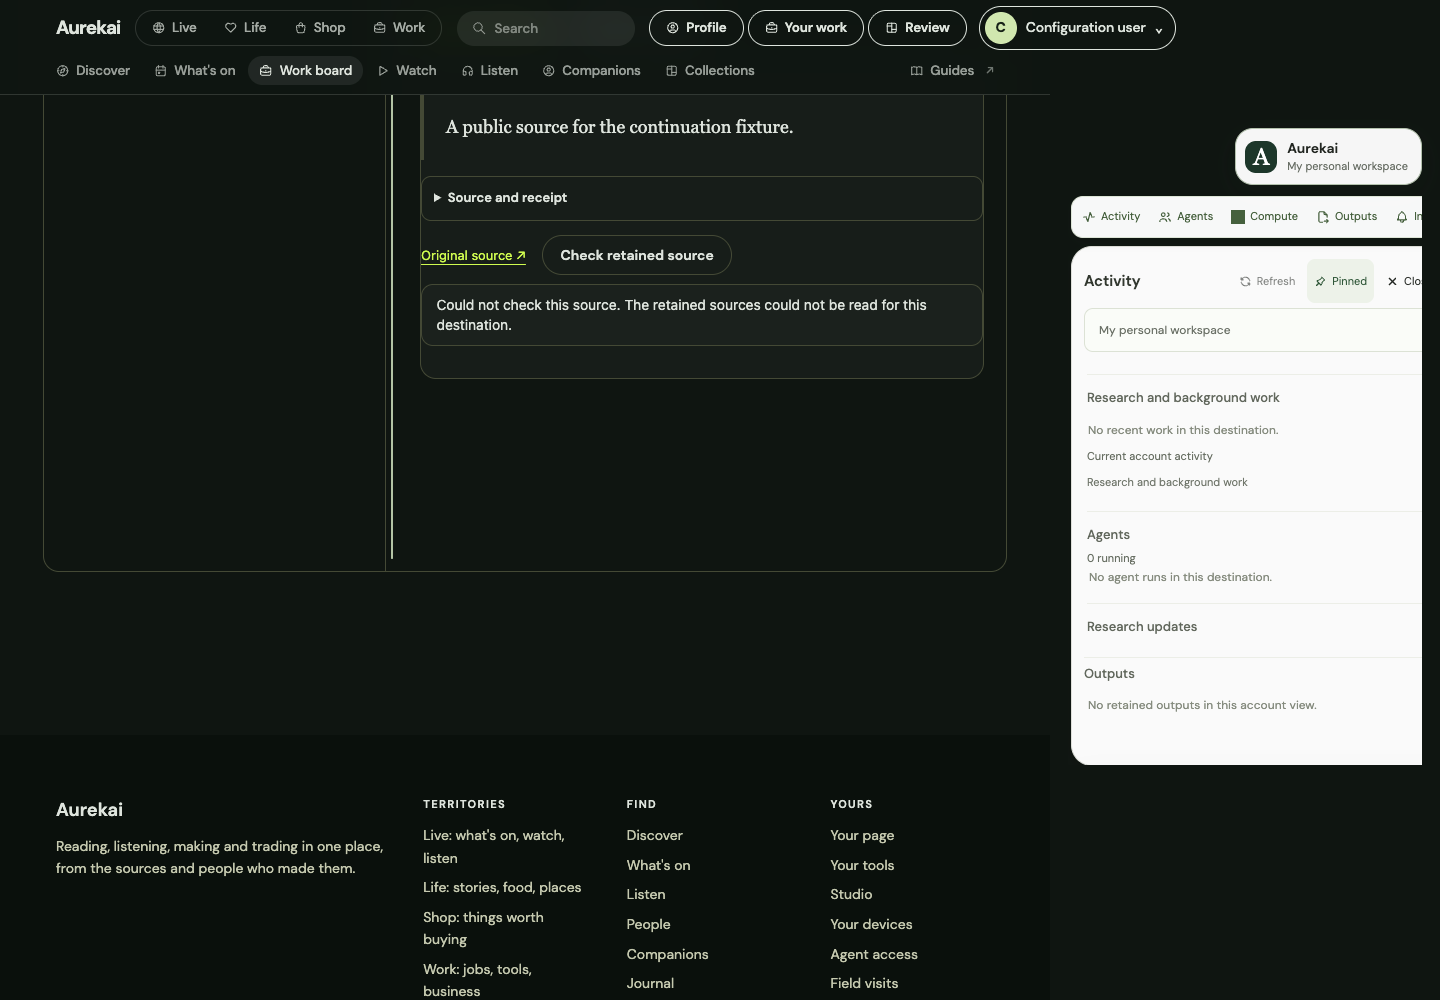 Aurekai
Live
Life
Shop
Work
Search
Profile
Your work
Review
C
Configuration user
Discover
What's on
Work board
Watch
Listen
Companions
Collections
Guides
A public source for the continuation fixture.
Source and receipt
Original source
Check retained source
Could not check this source. The retained sources could not be read for this
destination.
A
Aurekai
My personal workspace
Activity
Agents
Compute
Outputs
Activity
Refresh
Pinned
My personal workspace
Research and background work
No recent work in this destination.
Current account activity
Research and background work
Agents
0 running
No agent runs in this destination.
Research updates
Outputs
No retained outputs in this account view.
Aurekai
Reading, listening, making and trading in one place,
from the sources and people who made them.
TERRITORIES
Live: what's on, watch,
listen
Life: stories, food, places
Shop: things worth
buying
Work: jobs, tools,
business
FIND
Discover
What's on
Listen
People
Companions
Journal
YOURS
Your page
Your tools
Studio
Your devices
Agent access
Field visits